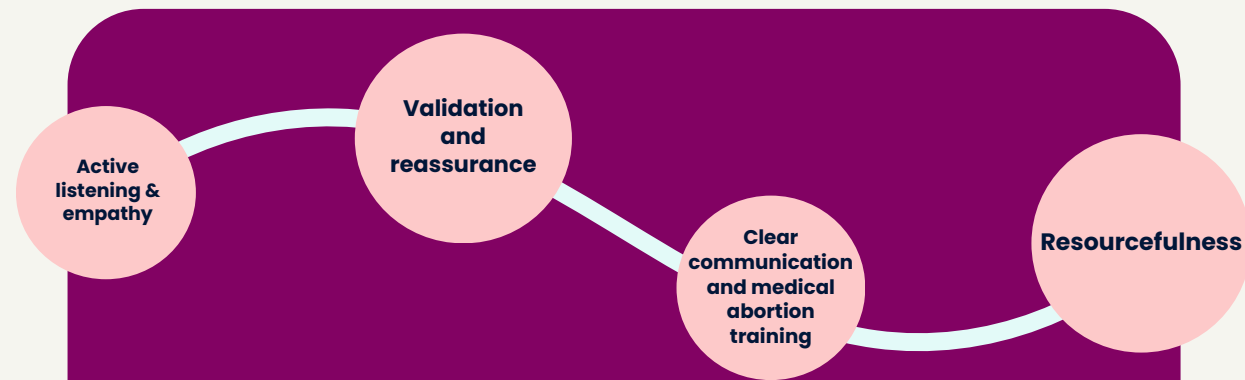 Active
listening &
empathy
Validation
and
reassurance
Clear
communication
and medical
abortion
training
Resourcefulness